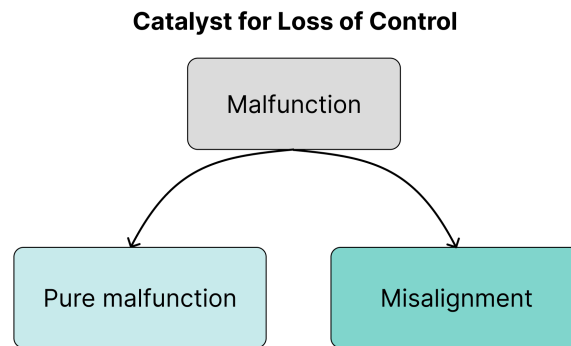 Catalyst for Loss of Control
Malfunction
Pure malfunction
Misalignment